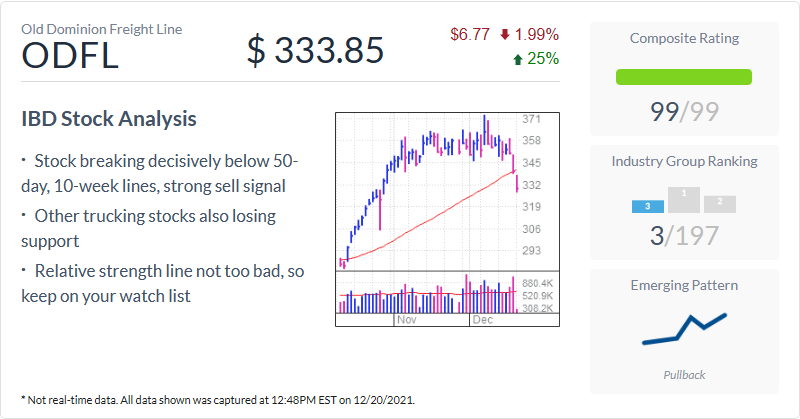 Old Dominion Freight Line
ODFL
$ 333.85
$6.77 1.99%
25%
IBD Stock Analysis
• Stock breaking decisively below 50-
day, 10-week lines, strong sell signal
• Other trucking stocks also losing
support
• Relative strength line not too bad, so
keep on your watch list
371
358
345
332
319
306
293
880.4K
520.9K
308.2K
Nov Dec
Composite Rating
99/99
Industry Group Ranking
3 1 2
3/197
Emerging Pattern
Pullback
* Not real-time data. All data shown was captured at 12:48PM EST on 12/20/2021.